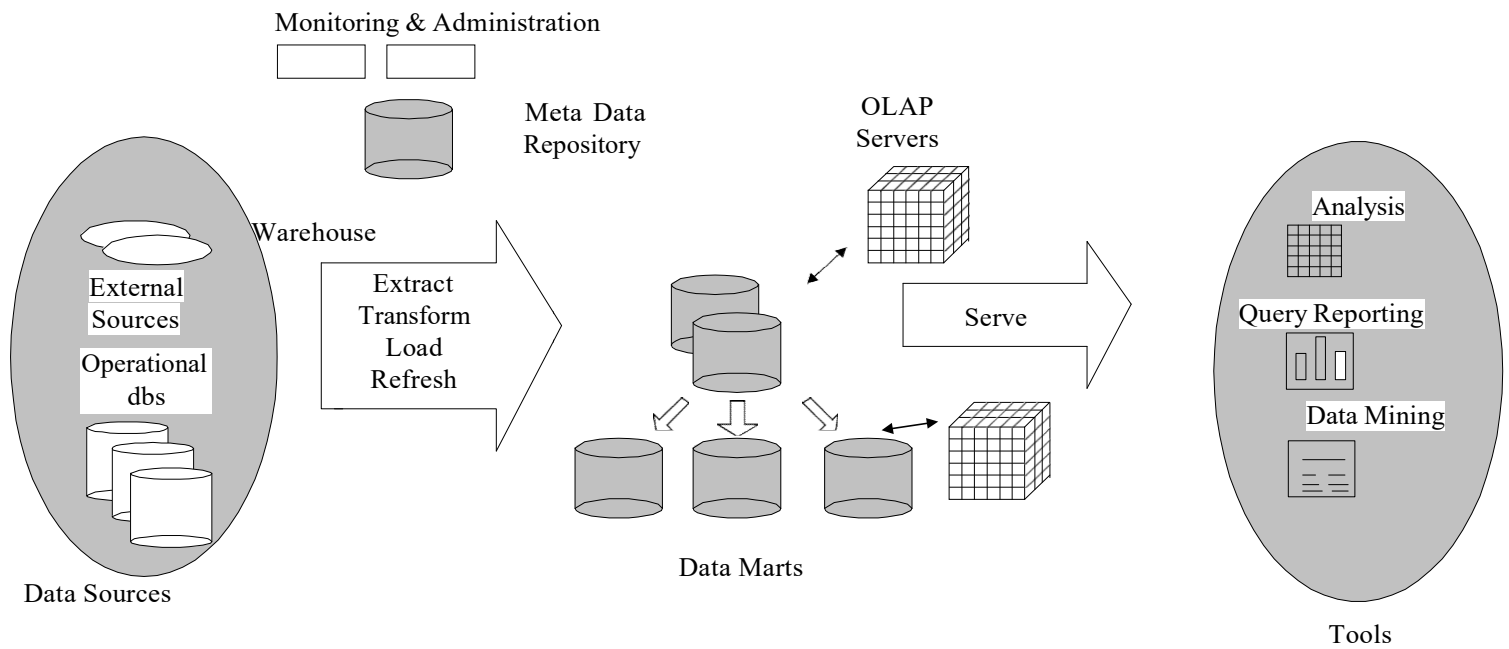 Monitoring & Administration
Meta Data
Repository
OLAP
Servers
Warehouse
External
Sources
Operational
dbs
Data Sources
Extract
Transform
Load
Refresh
Data Marts
Serve
Analysis
Query Reporting
Data Mining
Tools